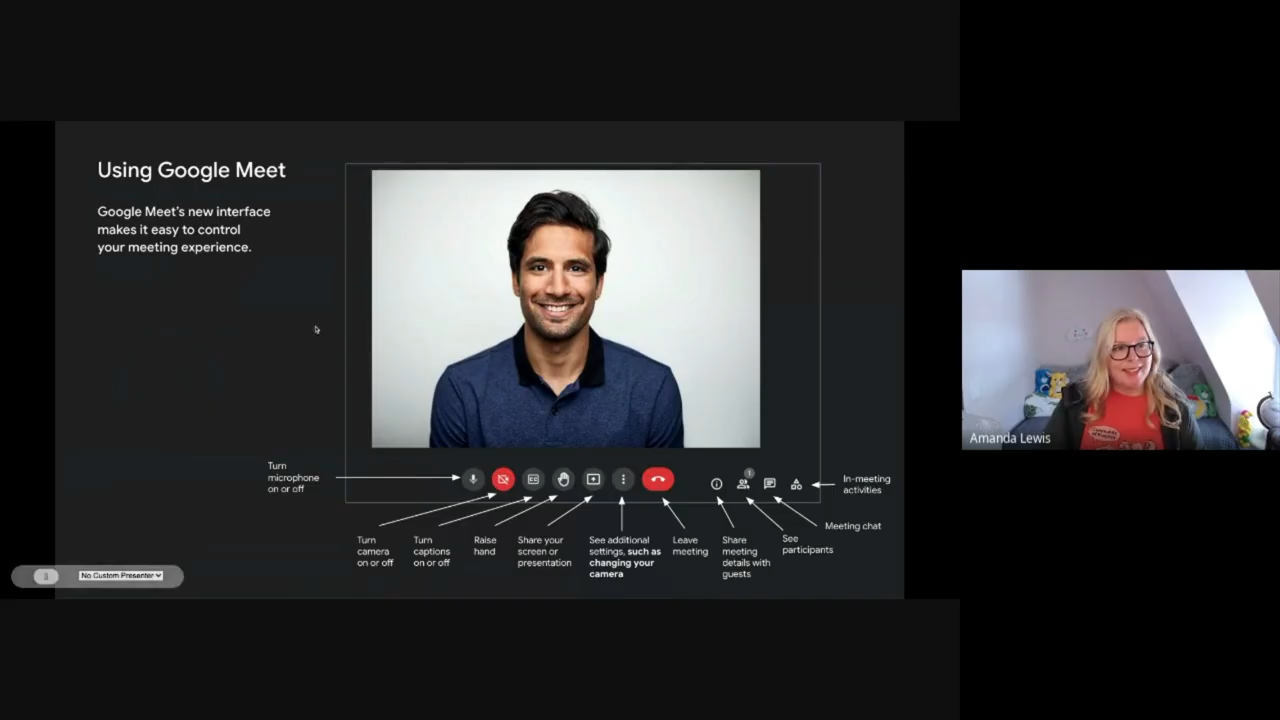 Using Google Meet
Google Meet's new interface
makes it easy to control
your meeting experience.
Turn
microphone
on or off
1
In-meeting
activities
Turn
camera
on or off
Turn
captions
on or off
Raise
hand
Share your
screen or
presentation
See additional
settings, such as
changing your
camera
Leave
meeting
Share
meeting
details with
guests
See
participants
Meeting chat
No Custom Presenter
Amanda Lewis